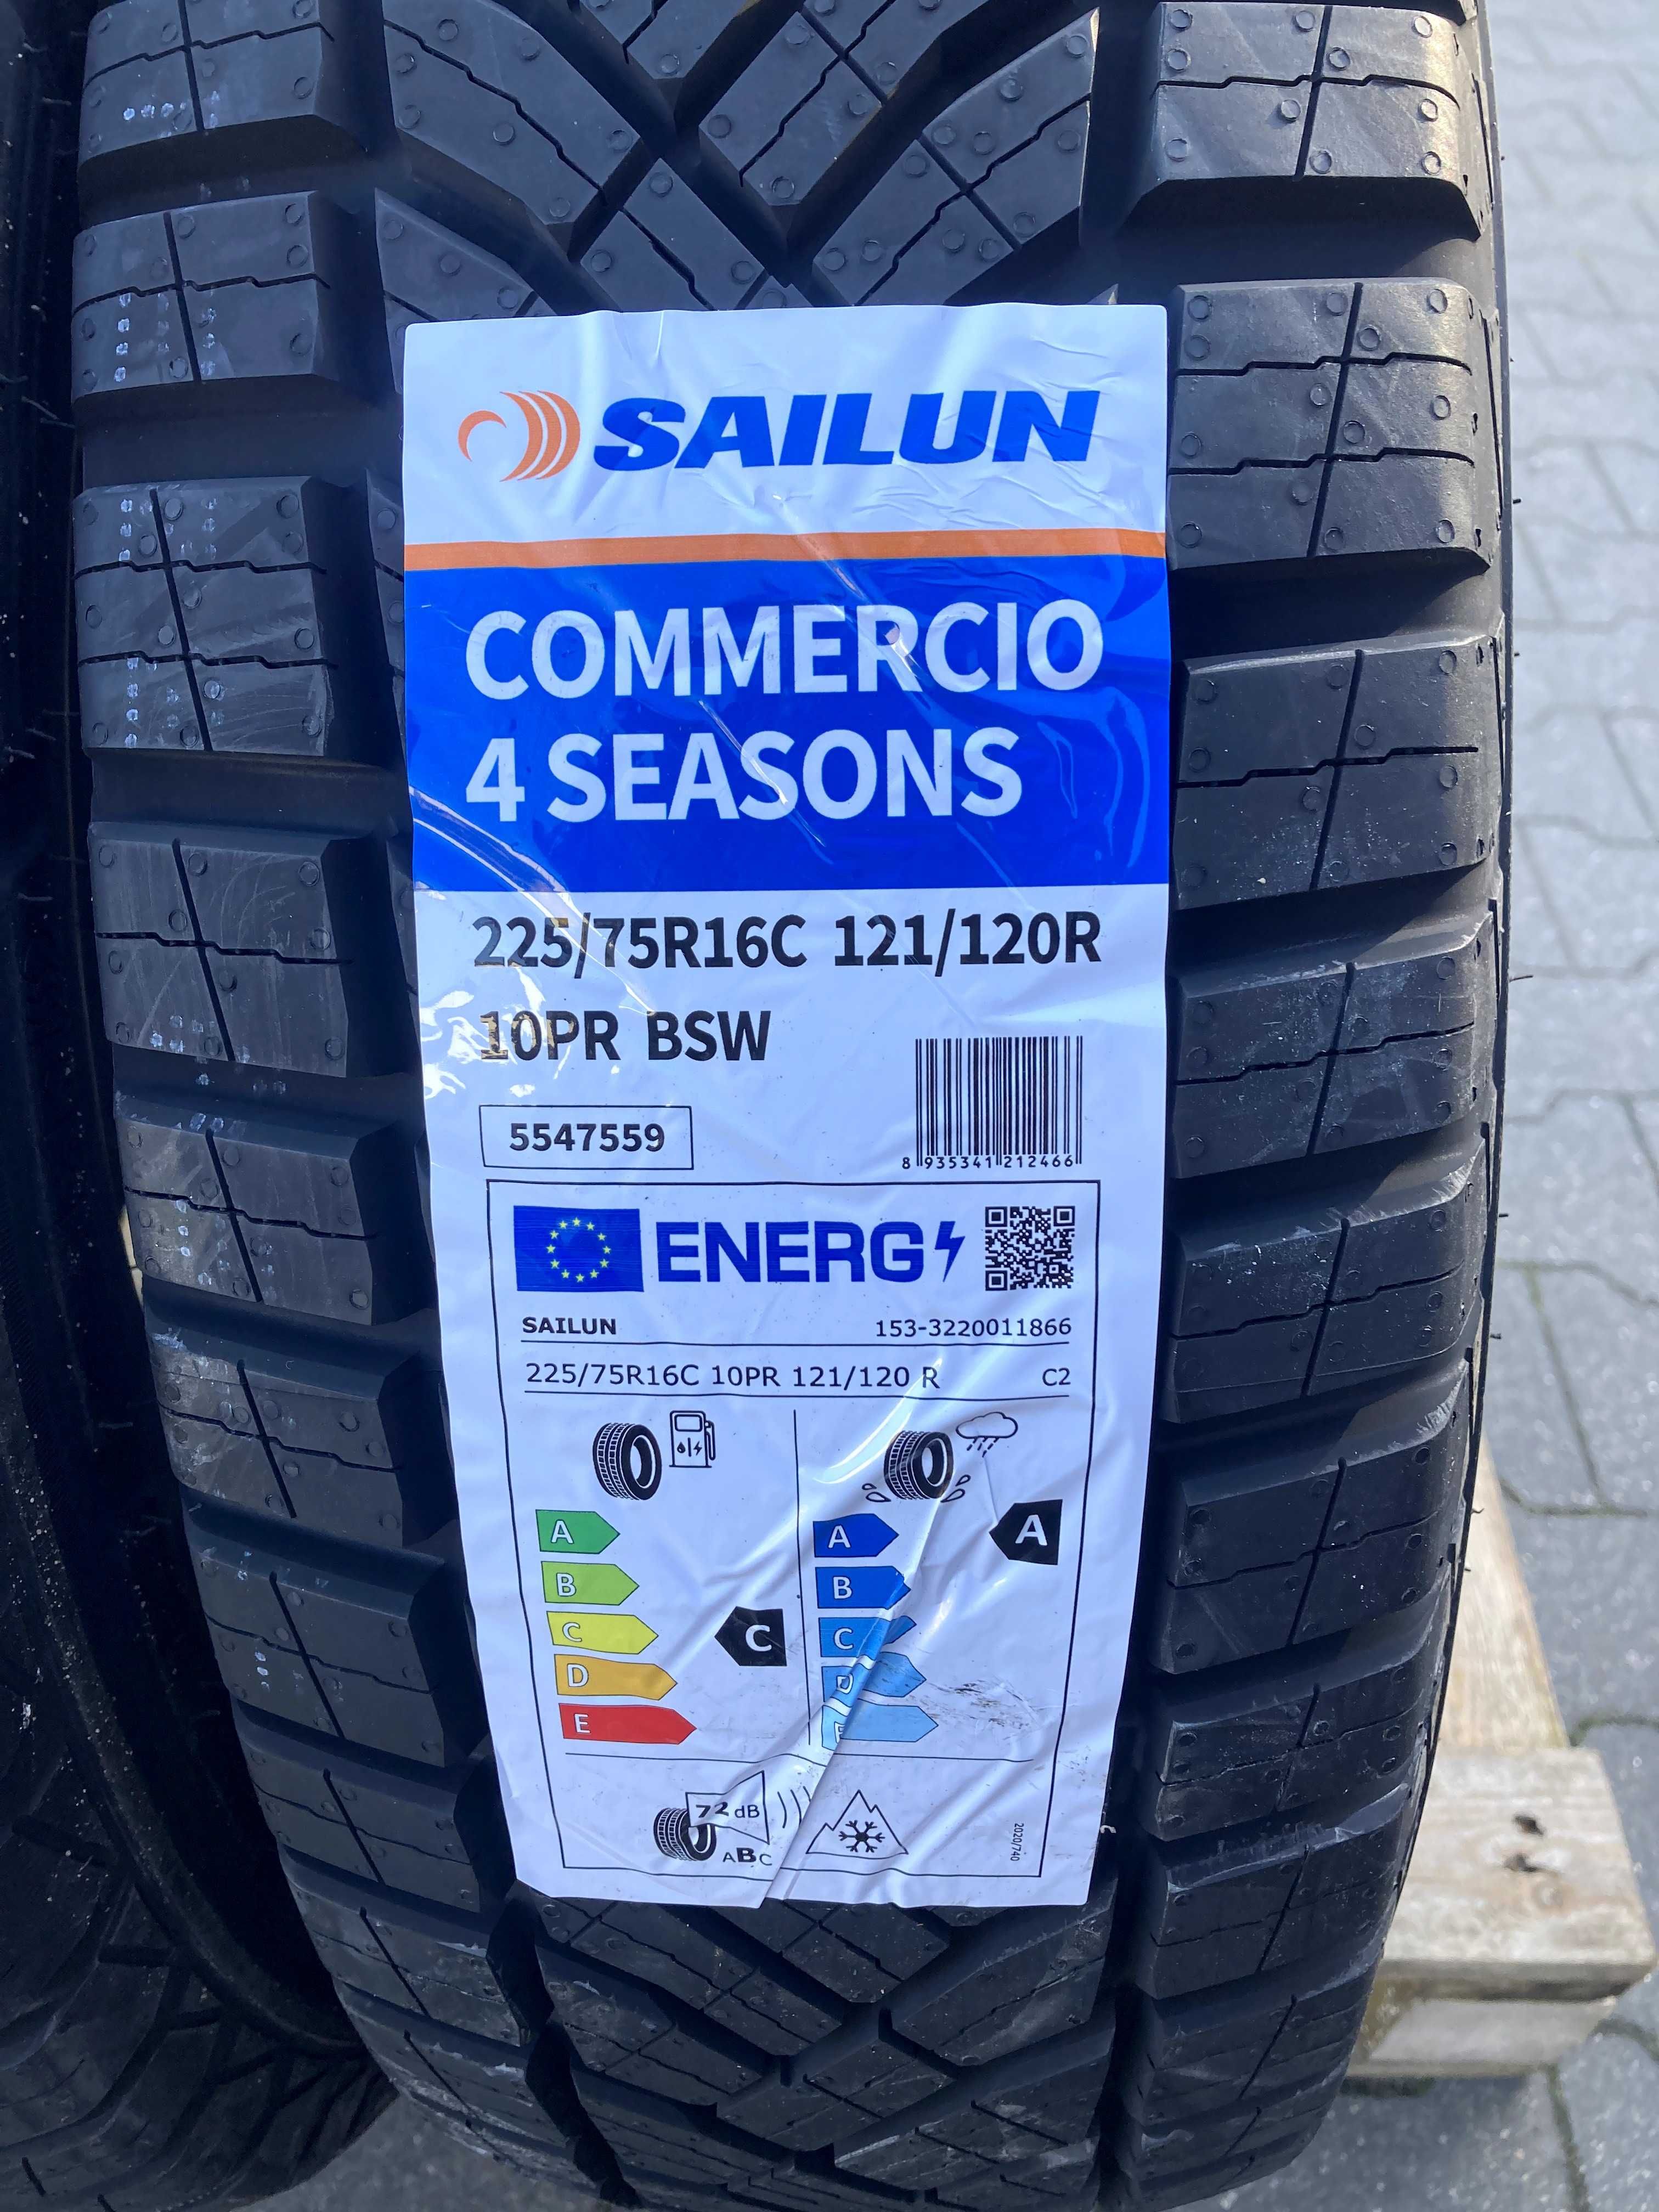 SAILUN
COMMERCIO
4 SEASONS
225/75R16C 121/120R
10PR BSW
5547559
8 935341 212466
ENERG
SAILUN 153-3220011866
225/75R16C 10PR 121/120 R C2
A A A
B B
C C C
D D
E E
72 dB
ABC
2020/740